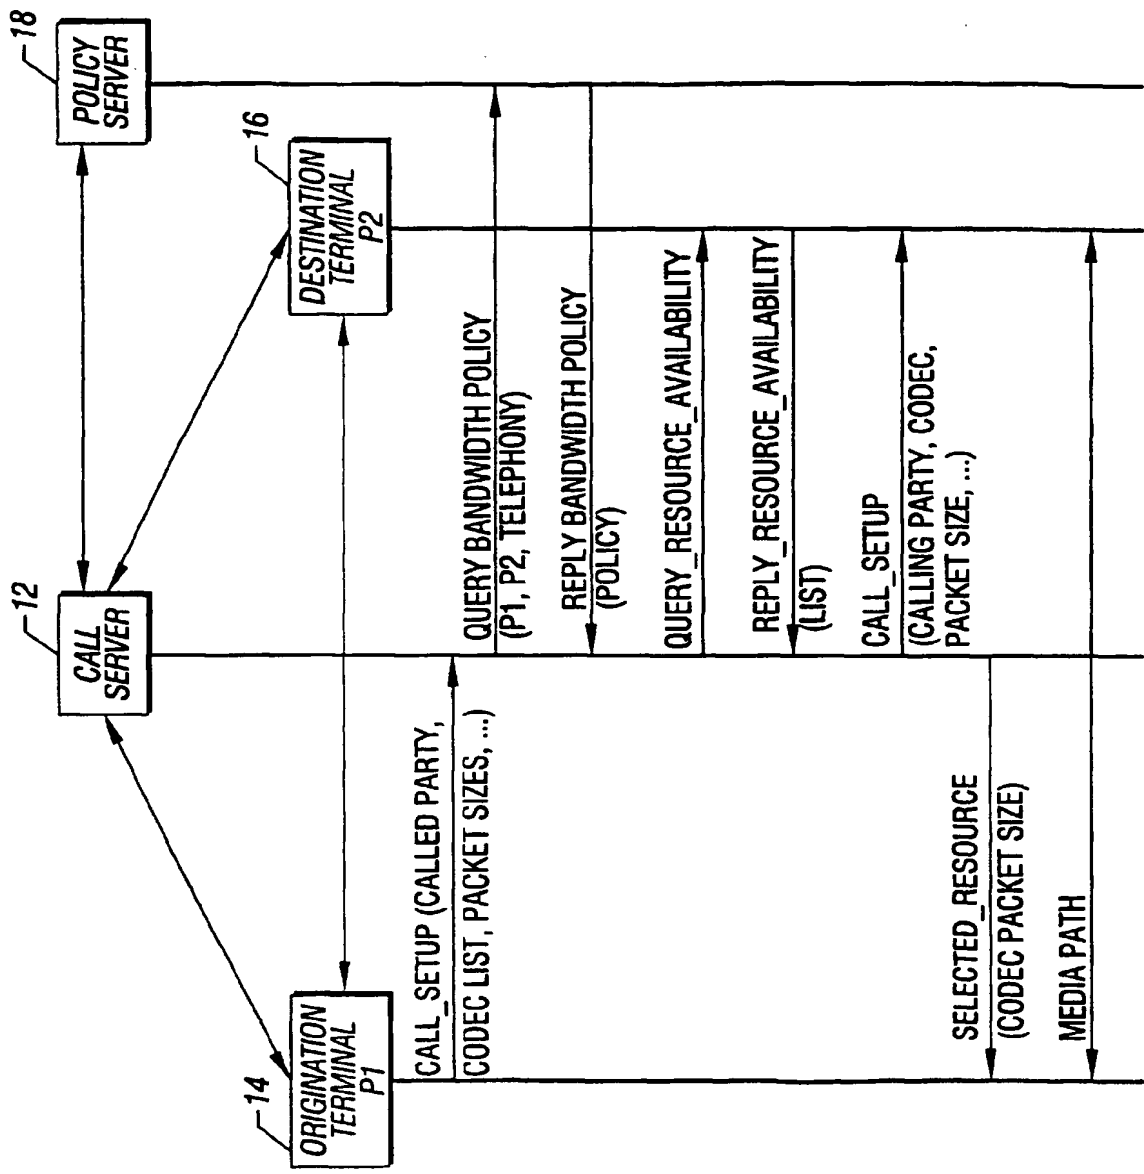 18
POLICY
SERVER
12
CALL
SERVER
16
DESTINATION
TERMINAL
P2
14
ORIGINATION
TERMINAL
P1
CALL_SETUP (CALLED PARTY,
CODEC LIST, PACKET SIZES, ...)
QUERY BANDWIDTH POLICY
(P1, P2, TELEPHONY)
REPLY BANDWIDTH POLICY
(POLICY)
QUERY_RESOURCE_AVAILABILITY
REPLY_RESOURCE_AVAILABILITY
(LIST)
CALL_SETUP
(CALLING PARTY, CODEC,
PACKET SIZE, ...)
SELECTED_RESOURCE
(CODEC PACKET SIZE)
MEDIA PATH